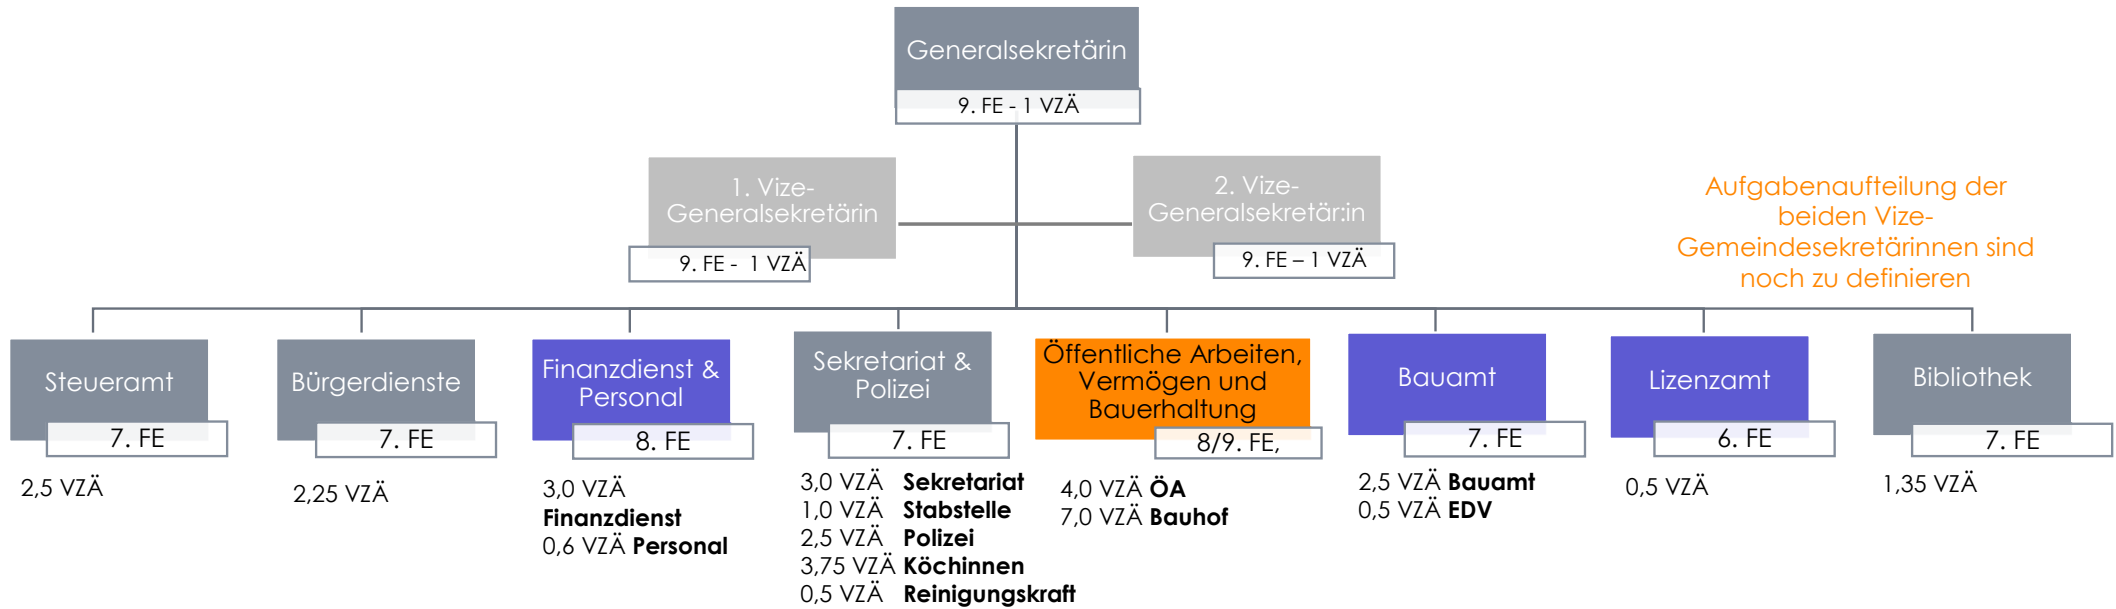 Generalsekretärin
9. FE - 1 VZÄ
1. Vize-
Generalsekretärin
9. FE - 1 VZÄ
2. Vize-
Generalsekretär:in
9. FE – 1 VZÄ
Aufgabenaufteilung der
beiden Vize-
Gemeindesekretärinnen sind
noch zu definieren
Steueramt
7. FE
2,5 VZÄ
Bürgerdienste
7. FE
2,25 VZÄ
Finanzdienst &
Personal
8. FE
3,0 VZÄ
Finanzdienst
0,6 VZÄ Personal
Sekretariat &
Polizei
7. FE
3,0 VZÄ Sekretariat
1,0 VZÄ Stabstelle
2,5 VZÄ Polizei
3,75 VZÄ Köchinnen
0,5 VZÄ Reinigungskraft
Öffentliche Arbeiten,
Vermögen und
Bauerhaltung
8/9. FE,
4,0 VZÄ ÖA
7,0 VZÄ Bauhof
Bauamt
7. FE
2,5 VZÄ Bauamt
0,5 VZÄ EDV
Lizenzamt
6. FE
0,5 VZÄ
Bibliothek
7. FE
1,35 VZÄ